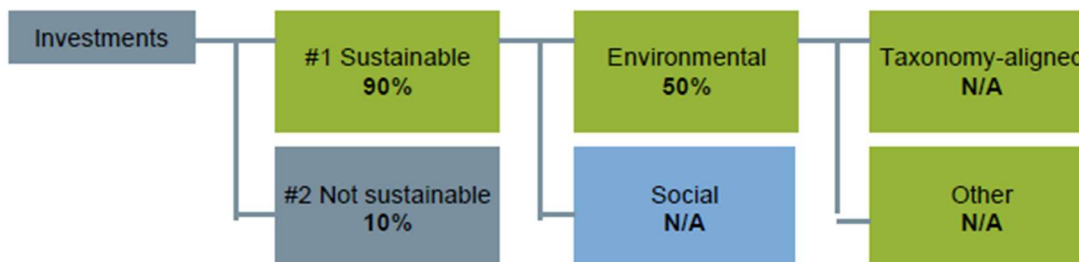 Investments
#1 Sustainable
90%
Environmental
50%
Taxonomy-aligned
N/A
#2 Not sustainable
10%
Social
N/A
Other
N/A